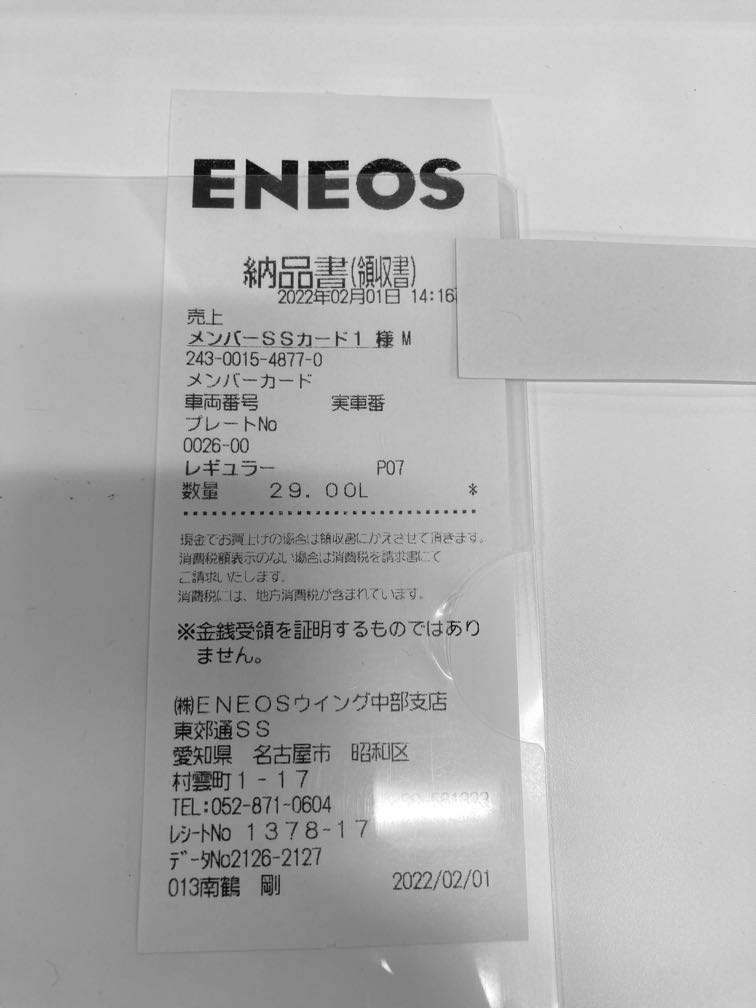 ENEOS
納品書(領収書)
2022年02月01日 14:16
売上
メンバーSSカード1 様 M
243-0015-4877-0
メンバーカード
車両番号 実車番
プレートNo
0026-00
レギュラー P07
数量 29.00L *
現金でお買上げの場合は領収書にかえさせて頂きます。
消費税額表示のない場合は消費税を請求書にて
ご請求いたします。
消費税には、地方消費税が含まれています。
※金銭受領を証明するものではあり
ません。
㈱ENEOSウイング中部支店
東郊通SS
愛知県 名古屋市 昭和区
村雲町1-17
TEL:052-871-0604
レシートNo 1378-17
データNo2126-2127
013南鶴 剛 2022/02/01